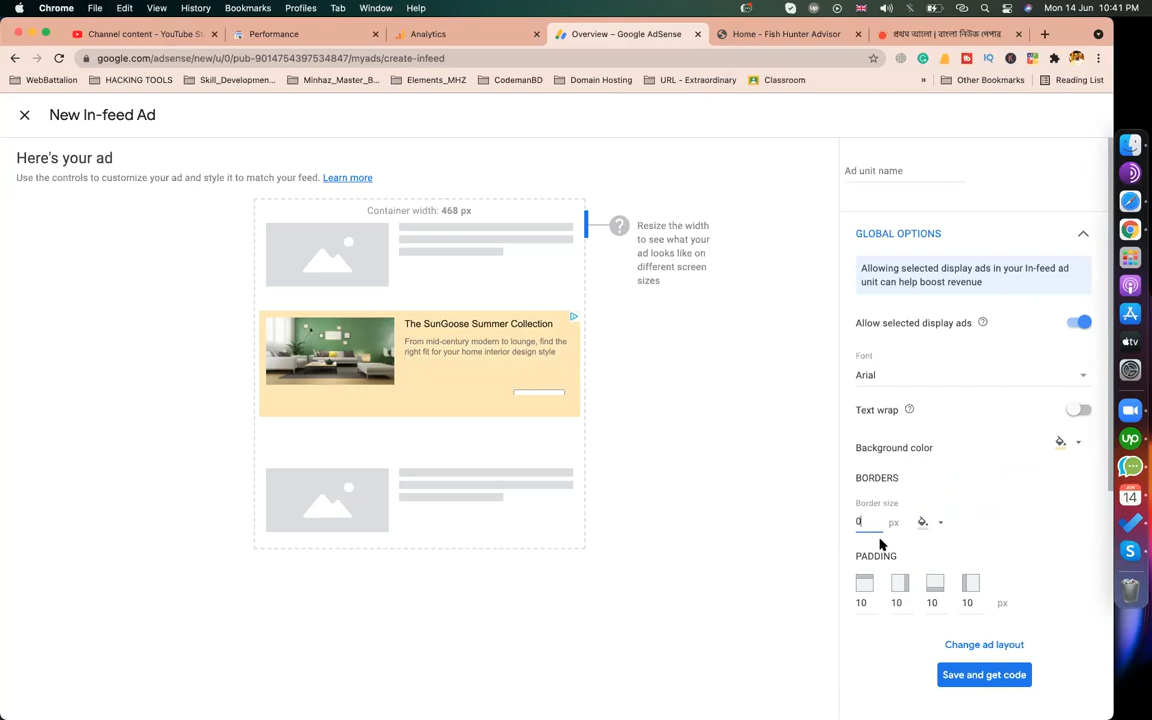 Chrome File Edit View History Bookmarks Profiles Tab Window Help Mon 14 Jun 10:41 PM
Channel content - YouTube St Performance Analytics Overview – Google AdSense Home - Fish Hunter Advisor প্রথম আলো | বাংলা নিউজ পেপার
google.com/adsense/new/u/0/pub-9014754397534847/myads/create-infeed
WebBattalion HACKING TOOLS Skill_Developmen... Minhaz_Master_B... Elements_MHZ CodemanBD Domain Hosting URL - Extraordinary Classroom » Other Bookmarks Reading List
New In-feed Ad
Here's your ad
Use the controls to customize your ad and style it to match your feed. Learn more
Container width: 468 px
Resize the width
to see what your
ad looks like on
different screen
sizes
The SunGoose Summer Collection
From mid-century modern to lounge, find the
right fit for your home interior design style
Ad unit name
GLOBAL OPTIONS
Allowing selected display ads in your In-feed ad
unit can help boost revenue
Allow selected display ads
Font
Arial
Text wrap
Background color
BORDERS
Border size
0 px
PADDING
10 10 10 10 px
Change ad layout
Save and get code